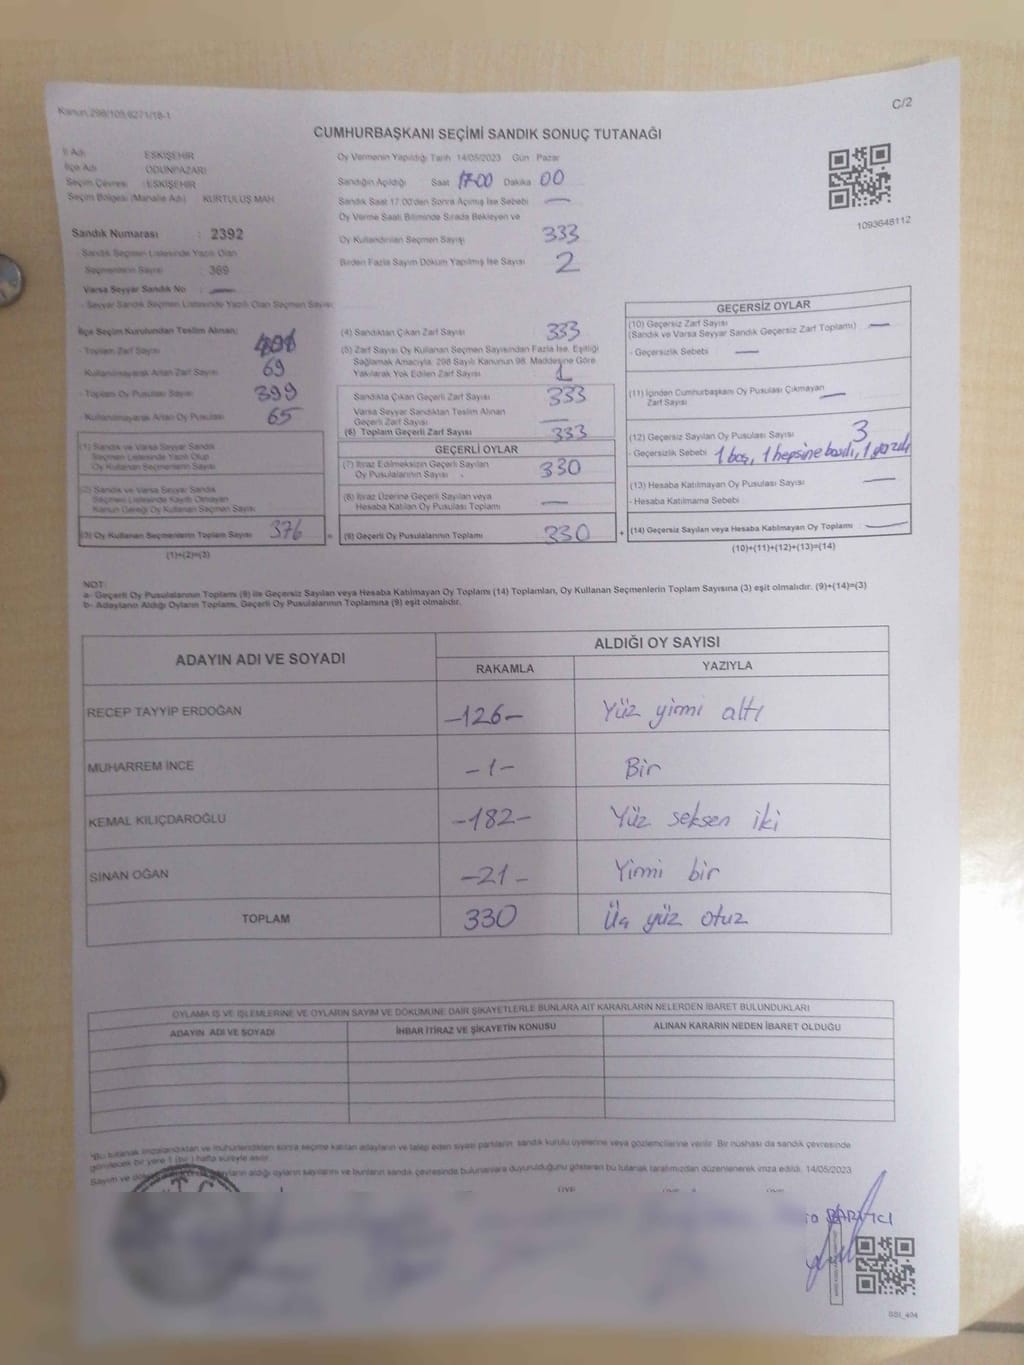 Kanun:298/105,6271/18-1
C/2
CUMHURBAŞKANI SEÇİMİ SANDIK SONUÇ TUTANAĞI
İl Adı ESKİŞEHİR
İlçe Adı ODUNPAZARI
Seçim Çevresi :ESKİŞEHİR
Seçim Bölgesi (Mahalle Adı) KURTULUŞ MAH
Sandık Numarası : 2392
Sandık Seçmen Listesinde Yazılı Olan
Seçmenlerin Sayısı : 389
Varsa Seyyar Sandık No —
- Seyyar Sandık Seçmen Listesinde Yazılı Olan Seçmen Sayısı
Oy Vermenin Yapıldığı Tarih 14/05/2023 Gün Pazar
Sandığın Açıldığı Saat 17:00 Dakika 00
Sandık Saat 17:00'den Sonra Açılmış İse Sebebi —
Oy Verme Saati Bitiminde Sırada Bekleyen ve
Oy Kullandırılan Seçmen Sayısı 333
Birden Fazla Sayım Döküm Yapılmış İse Sayısı 2
1093648112
İlçe Seçim Kurulundan Teslim Alınan:
- Toplam Zarf Sayısı
- Kullanılmayarak Artan Zarf Sayısı 69
- Toplam Oy Pusulası Sayısı 399
- Kullanılmayarak Artan Oy Pusulası 65
(1) Sandık ve Varsa Seyyar Sandık
Seçmen Listesinde Yazılı Olup
Oy Kullanan Seçmenlerin Sayısı
(2) Sandık ve Varsa Seyyar Sandık
Seçmen Listesinde Kayıtlı Olmayan
Kanun Gereği Oy Kullanan Seçmen Sayısı
(3) Oy Kullanan Seçmenlerin Toplam Sayısı 376
(1)+(2)=(3)
(4) Sandıktan Çıkan Zarf Sayısı 333
(5) Zarf Sayısı Oy Kullanan Seçmen Sayısından Fazla İse, Eşitliği
Sağlamak Amacıyla, 298 Sayılı Kanunun 98. Maddesine Göre
Yakılarak Yok Edilen Zarf Sayısı 1
Sandıkta Çıkan Geçerli Zarf Sayısı 333
Varsa Seyyar Sandıktan Teslim Alınan
Geçerli Zarf Sayısı —
(6) Toplam Geçerli Zarf Sayısı 333
GEÇERLİ OYLAR
(7) İtiraz Edilmeksizin Geçerli Sayılan
Oy Pusulalarının Sayısı 330
(8) İtiraz Üzerine Geçerli Sayılan veya
Hesaba Katılan Oy Pusulası Toplamı —
(9) Geçerli Oy Pusulalarının Toplamı 330
GEÇERSİZ OYLAR
(10) Geçersiz Zarf Sayısı
(Sandık ve Varsa Seyyar Sandık Geçersiz Zarf Toplamı) —
- Geçersizlik Sebebi —
(11) İçinden Cumhurbaşkanı Oy Pusulası Çıkmayan
Zarf Sayısı —
(12) Geçersiz Sayılan Oy Pusulası Sayısı 3
- Geçersizlik Sebebi 1 boş, 1 hepsine basılı, 1 yazılı
(13) Hesaba Katılmayan Oy Pusulası Sayısı —
- Hesaba Katılmama Sebebi
(14) Geçersiz Sayılan veya Hesaba Katılmayan Oy Toplamı —
(10)+(11)+(12)+(13)=(14)
NOT:
a- Geçerli Oy Pusulalarının Toplamı (9) ile Geçersiz Sayılan veya Hesaba Katılmayan Oy Toplamı (14) Toplamları, Oy Kullanan Seçmenlerin Toplam Sayısına (3) eşit olmalıdır. (9)+(14)=(3)
b- Adayların Aldığı Oyların Toplamı, Geçerli Oy Pusulalarının Toplamına (9) eşit olmalıdır.
ADAYIN ADI VE SOYADI ALDIĞI OY SAYISI
RAKAMLA YAZIYLA
RECEP TAYYİP ERDOĞAN -126- Yüz yirmi altı
MUHARREM İNCE -1- Bir
KEMAL KILIÇDAROĞLU -182- Yüz seksen iki
SİNAN OĞAN -21- Yirmi bir
TOPLAM 330 Üç yüz otuz
OYLAMA İŞ VE İŞLEMLERİNE VE OYLARIN SAYIM VE DÖKÜMÜNE DAİR ŞİKAYETLERLE BUNLARA AİT KARARLARIN NELERDEN İBARET BULUNDUKLARI
ADAYIN ADI VE SOYADI İHBAR İTİRAZ VE ŞİKAYETİN KONUSU ALINAN KARARIN NEDEN İBARET OLDUĞU
*Bu tutanak imzalandıktan ve mühürlendikten sonra seçime katılan adayların ve talep eden siyasi partilerin sandık kurulu üyelerine veya gözlemcilerine verilir. Bir nüshası da sandık çevresinde
görülecek bir yere 1 (bir) hafta süreyle asılır.
Sayım ve adayların aldığı oyların sayılarını ve bunların sandık çevresinde bulunanlara duyurulduğunu gösteren bu tutanak tarafımızdan düzenlenerek imza edildi. 14/05/2023
T.C.